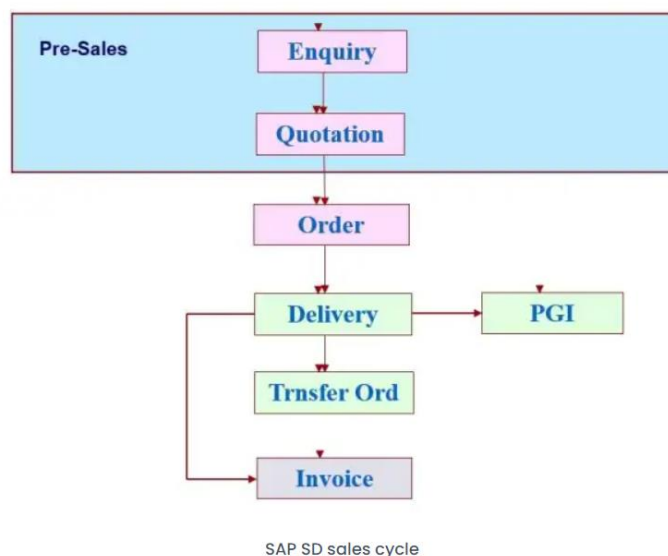 Pre-Sales
Enquiry
Quotation
Order
Delivery
PGI
Trnsfer Ord
Invoice
SAP SD sales cycle